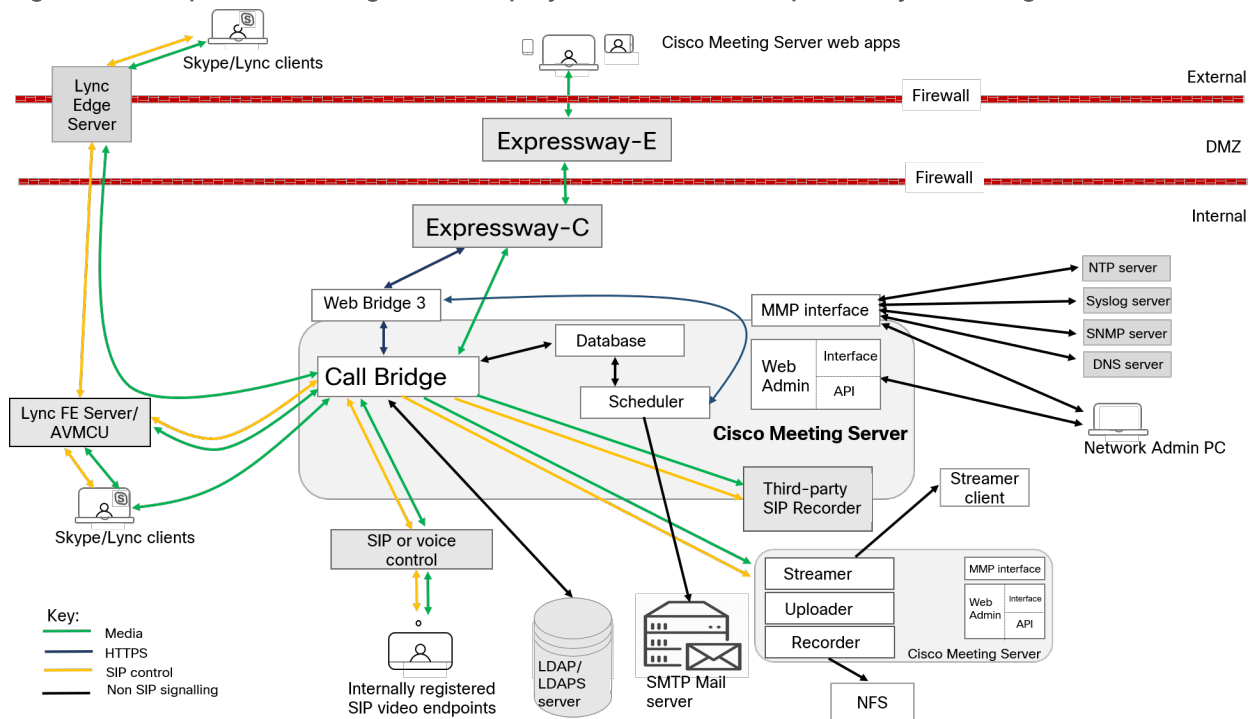 Skype/Lync clients
Cisco Meeting Server web apps
External
Lync
Edge
Server
Firewall
Expressway-E
DMZ
Firewall
Internal
Expressway-C
NTP server
Web Bridge 3
MMP interface
Syslog server
SNMP server
DNS server
Database
Web
Admin
Interface
API
Call Bridge
Scheduler
Lync FE Server/
AVMCU
Cisco Meeting Server
Network Admin PC
Third-party
SIP Recorder
Streamer
client
Skype/Lync clients
SIP or voice
control
Streamer
Uploader
Recorder
MMP interface
Web
Admin
Interface
API
Cisco Meeting Server
Key:
Media
HTTPS
SIP control
Non SIP signalling
Internally registered
SIP video endpoints
LDAP/
LDAPS
server
SMTP Mail
server
NFS